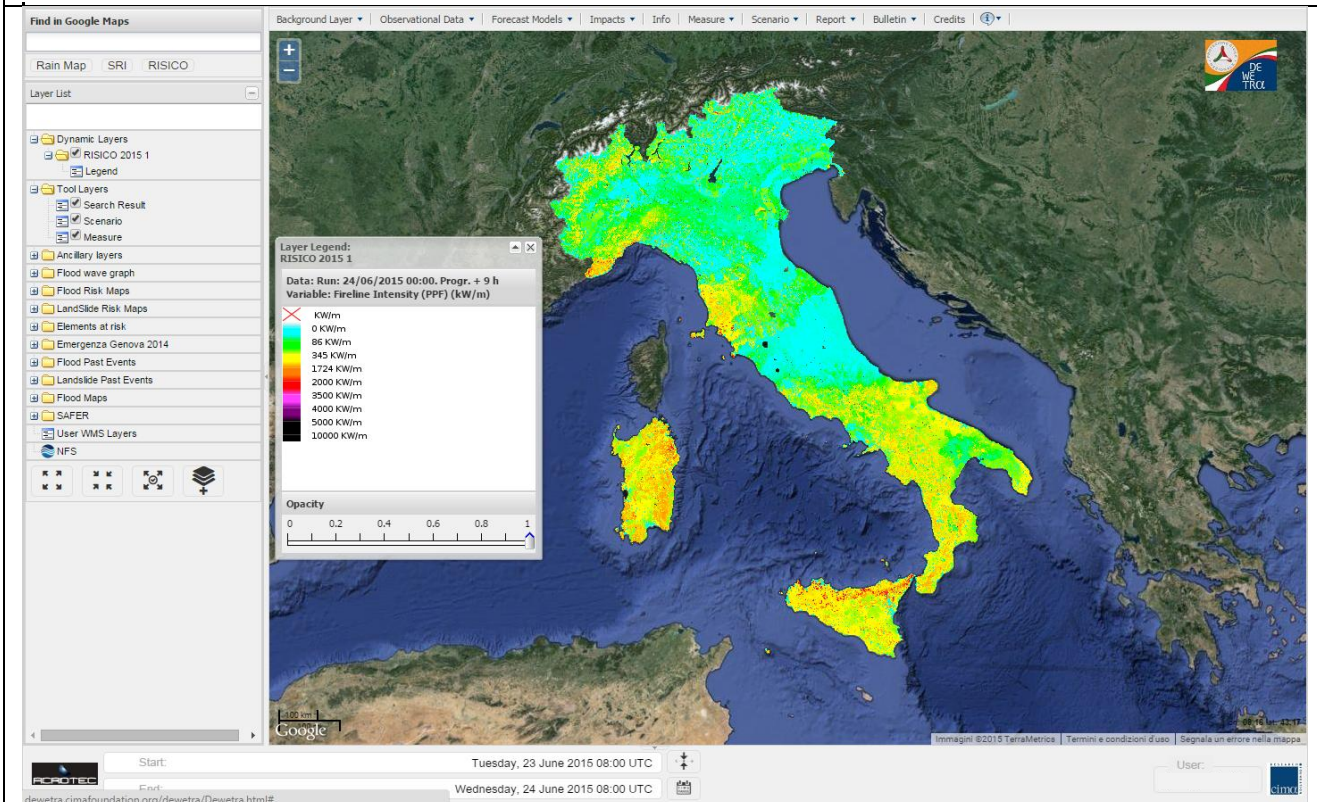 Find in Google Maps
Rain Map SRI RISICO
Layer List
Dynamic Layers
RISICO 2015 1
Legend
Tool Layers
Search Result
Scenario
Measure
Ancillary layers
Flood wave graph
Flood Risk Maps
LandSlide Risk Maps
Elements at risk
Emergenza Genova 2014
Flood Past Events
Landslide Past Events
Flood Maps
SAFER
User WMS Layers
NFS
Background Layer Observational Data Forecast Models Impacts Info Measure Scenario Report Bulletin Credits
DE
WE
TRα
Layer Legend:
RISICO 2015 1
Data: Run: 24/06/2015 00:00. Progr. + 9 h
Variable: Fireline Intensity (PPF) (kW/m)
KW/m
0 KW/m
86 KW/m
345 KW/m
1724 KW/m
2000 KW/m
3500 KW/m
4000 KW/m
5000 KW/m
10000 KW/m
Opacity
0 0.2 0.4 0.6 0.8 1
100 km
Google
Immagini ©2015 TerraMetrics Termini e condizioni d'uso Segnala un errore nella mappa
ACROTEC
Start: Tuesday, 23 June 2015 08:00 UTC
End: Wednesday, 24 June 2015 08:00 UTC
User:
cima
dewetra.cimafoundation.org/dewetra/Dewetra.html#